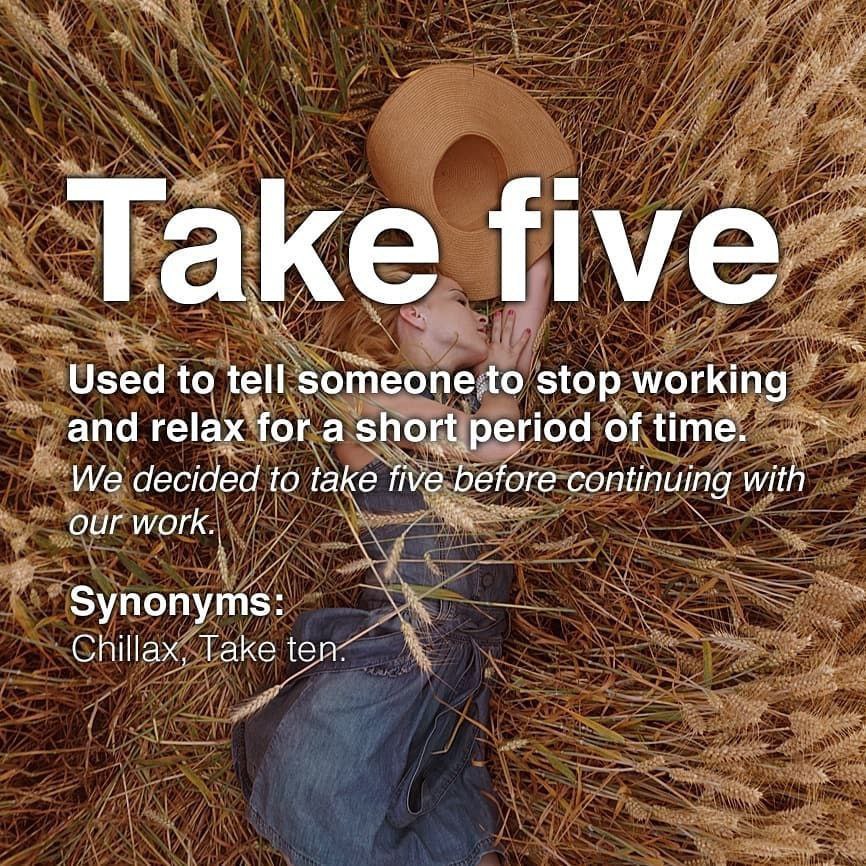 Take five
Used to tell someone to stop working
and relax for a short period of time.
We decided to take five before continuing with
our work.
Synonyms:
Chillax, Take ten.